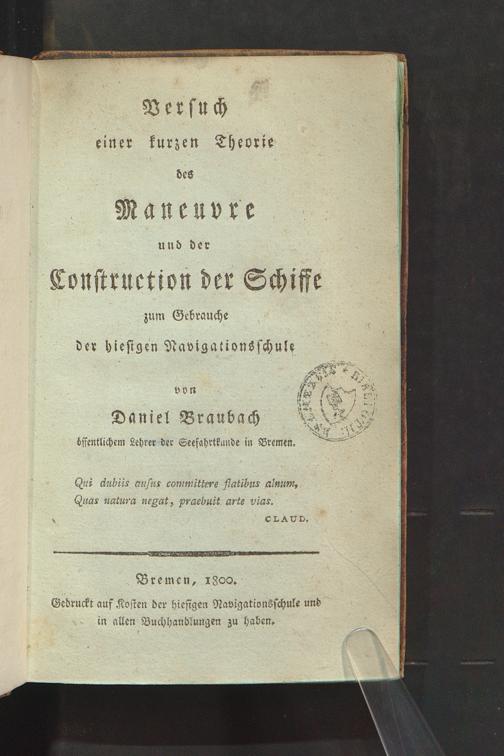 Versuch
einer kurzen Theorie
des
Maneuvre
und der
Construction der Schiffe
zum Gebrauche
der hiesigen Navigationsschule
von
Daniel Braubach
öffentlichem Lehrer der Seefahrtkunde in Bremen.
Qui dubiis ausus committere flatibus alnum,
Quas natura negat, praebuit arte vias.
CLAUD.
Bremen, 1800.
Gedruckt auf Kosten der hiesigen Navigationsschule und
in allen Buchhandlungen zu haben.